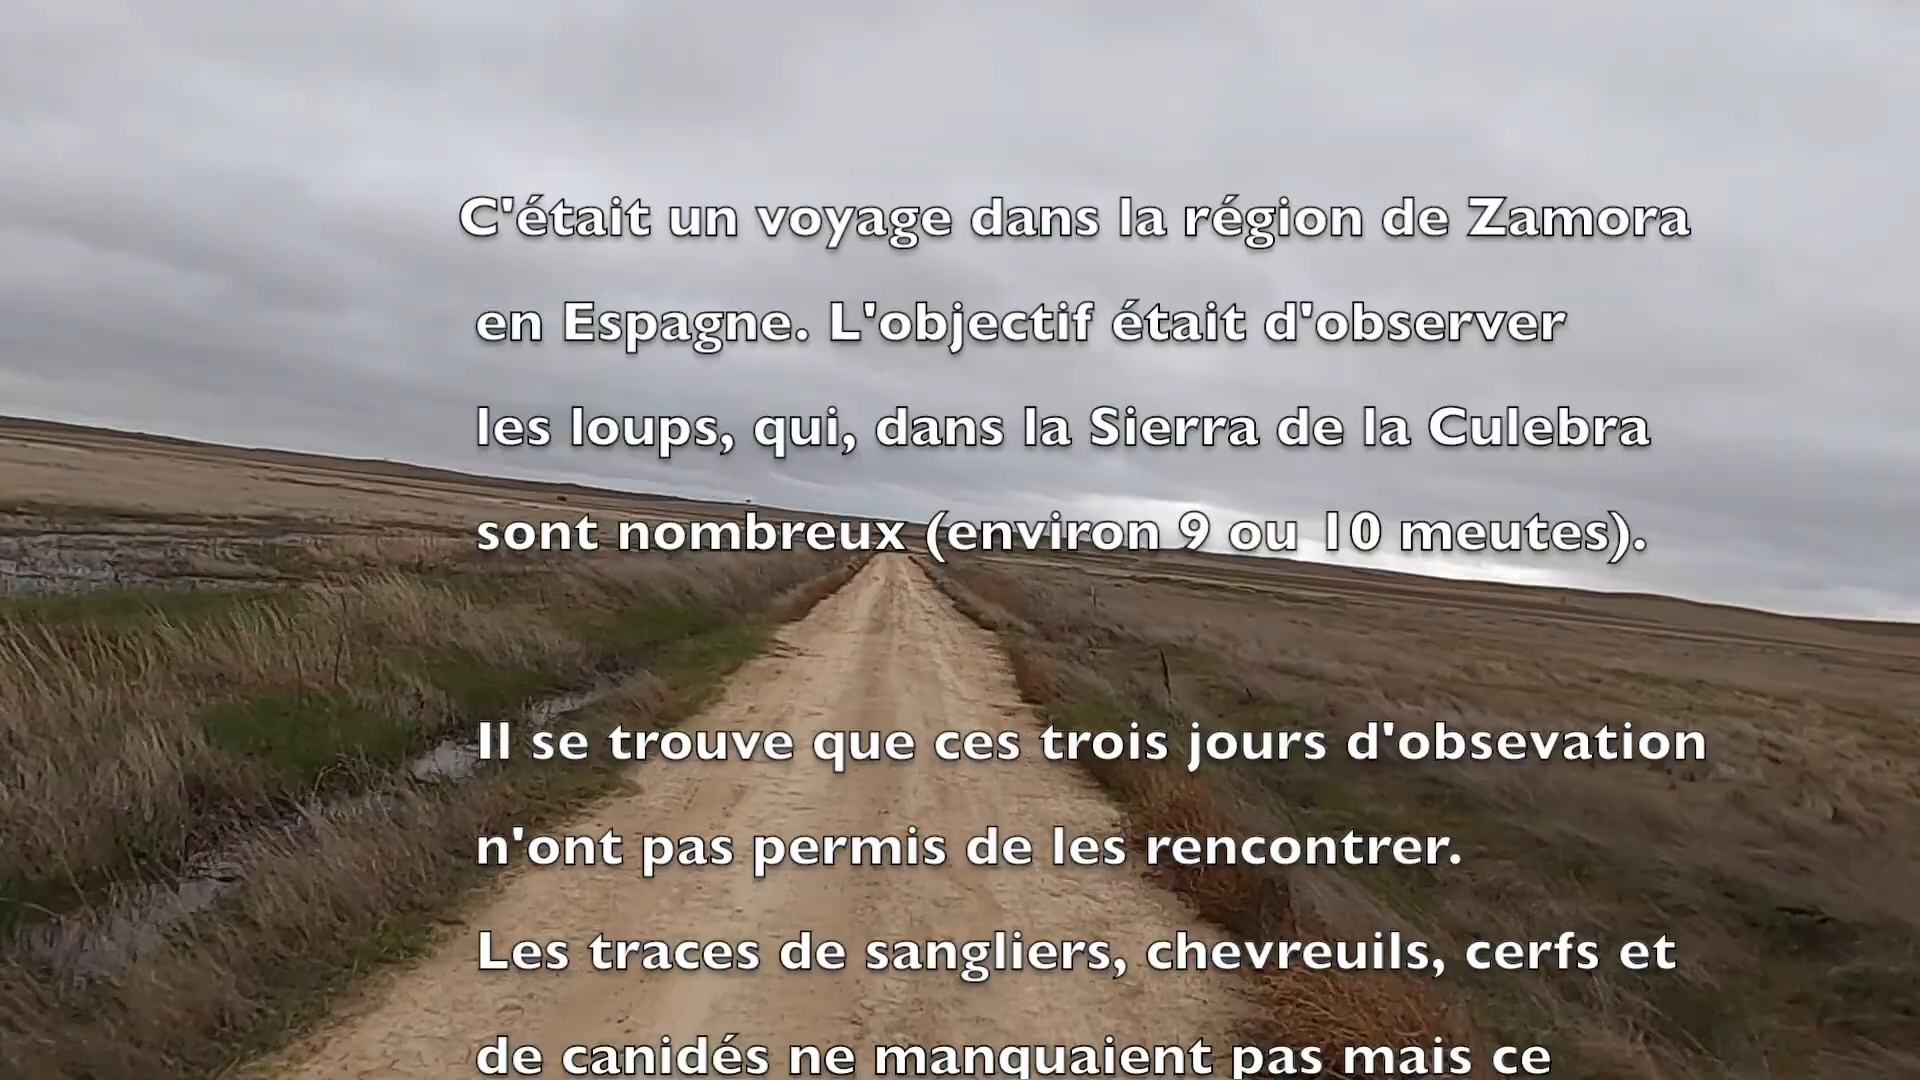 C'était un voyage dans la région de Zamora
en Espagne. L'objectif était d'observer
les loups, qui, dans la Sierra de la Culebra
sont nombreux (environ 9 ou 10 meutes).
Il se trouve que ces trois jours d'obsevation
n'ont pas permis de les rencontrer.
Les traces de sangliers, chevreuils, cerfs et
de canidés ne manquaient pas mais ce